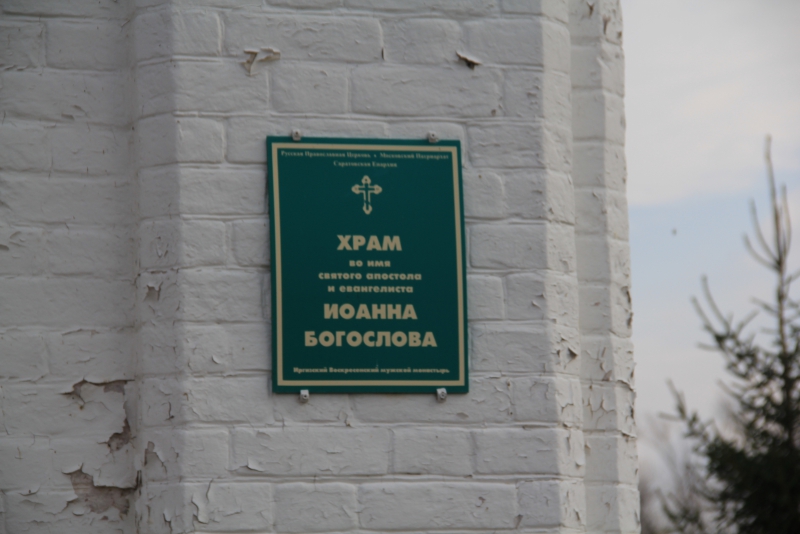 Русская Православная Церковь • Московский Патриархат
Саратовская Епархия
ХРАМ
во имя
святого апостола
и евангелиста
ИОАННА
БОГОСЛОВА
Иргизский Воскресенский мужской монастырь